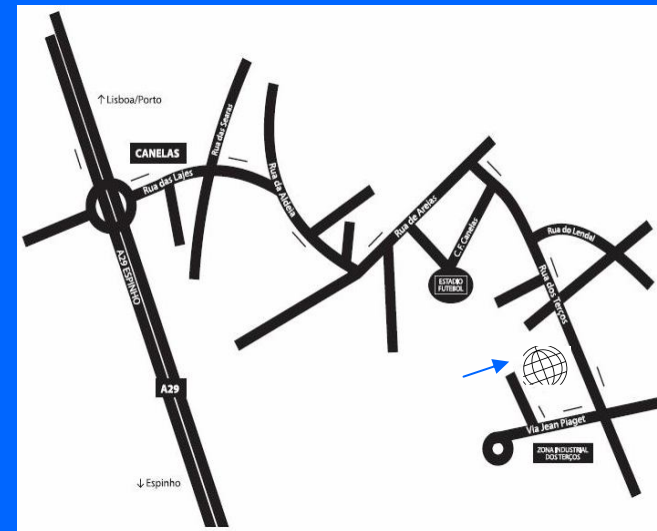 ↑ Lisboa/Porto
CANELAS
Rua das Searas
Rua das Lajes
Rua da Aldeia
Rua de Areias
C.F. Canelas
Rua do Lendal
A29 ESPINHO
ESTADIO
FUTEBOL
Rua dos Terços
A29
Via Jean Piaget
ZONA INDUSTRIAL
DOS TERÇOS
↓ Espinho